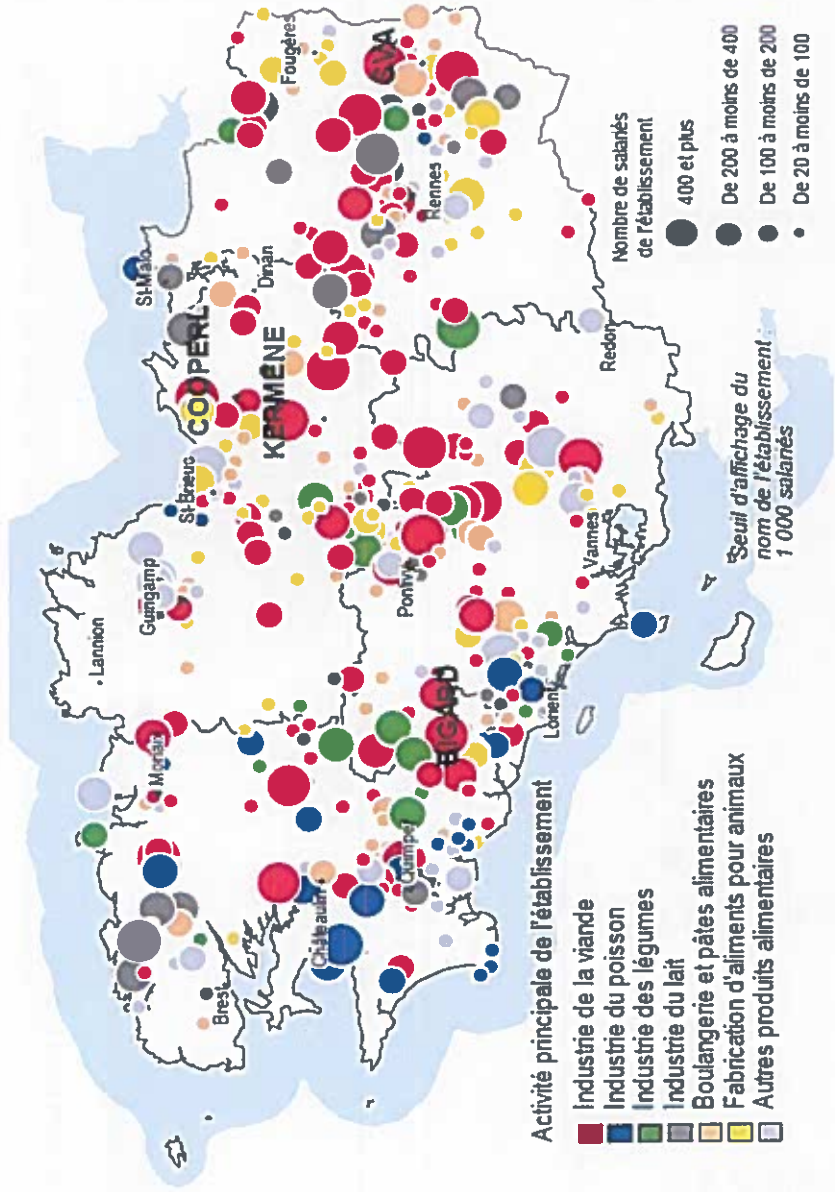 Lannion
St-Malo
Morlaix
Guingamp
St-Brieuc
COOPERL
Dinan
Fougères
Brest
KERMÉNÉ
SVA
Châteaulin
Pontivy
Rennes
Quimper
BIGARD
Lorient
Vannes
Redon
Activité principale de l'établissement
Industrie de la viande
Industrie du poisson
Industrie des légumes
Industrie du lait
Boulangerie et pâtes alimentaires
Fabrication d'aliments pour animaux
Autres produits alimentaires
Seuil d'affichage du
nom de l'établissement :
1 000 salariés
Nombre de salariés
de l'établissement
400 et plus
De 200 à moins de 400
De 100 à moins de 200
De 20 à moins de 100